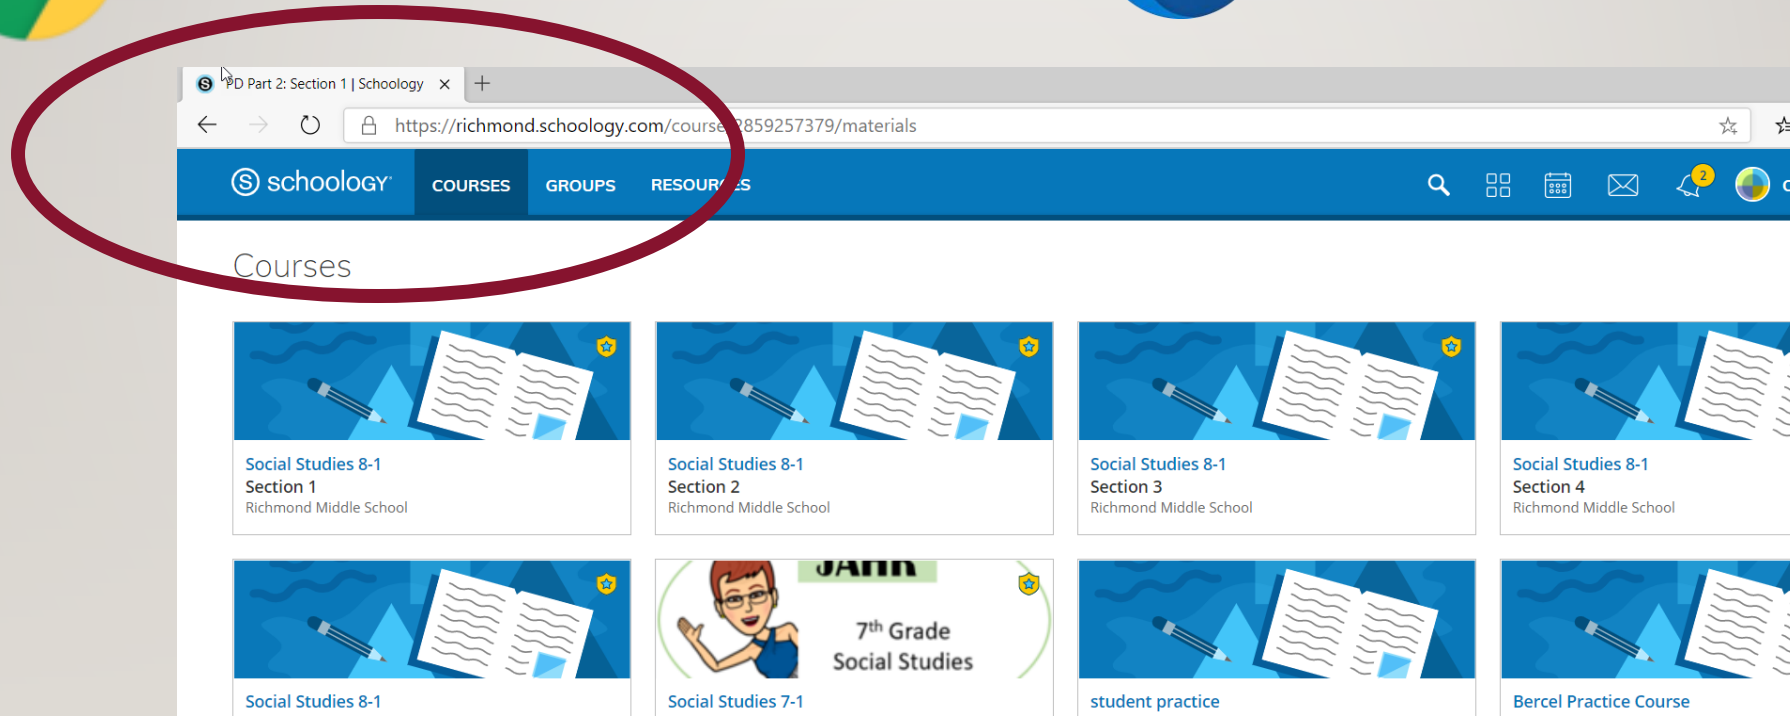 PD Part 2: Section 1 | Schoology
https://richmond.schoology.com/course/2859257379/materials
schoology COURSES GROUPS RESOURCES 2
Courses
Social Studies 8-1
Section 1
Richmond Middle School
Social Studies 8-1
Section 2
Richmond Middle School
Social Studies 8-1
Section 3
Richmond Middle School
Social Studies 8-1
Section 4
Richmond Middle School
Social Studies 8-1
7th Grade
Social Studies
Social Studies 7-1
student practice
Bercel Practice Course